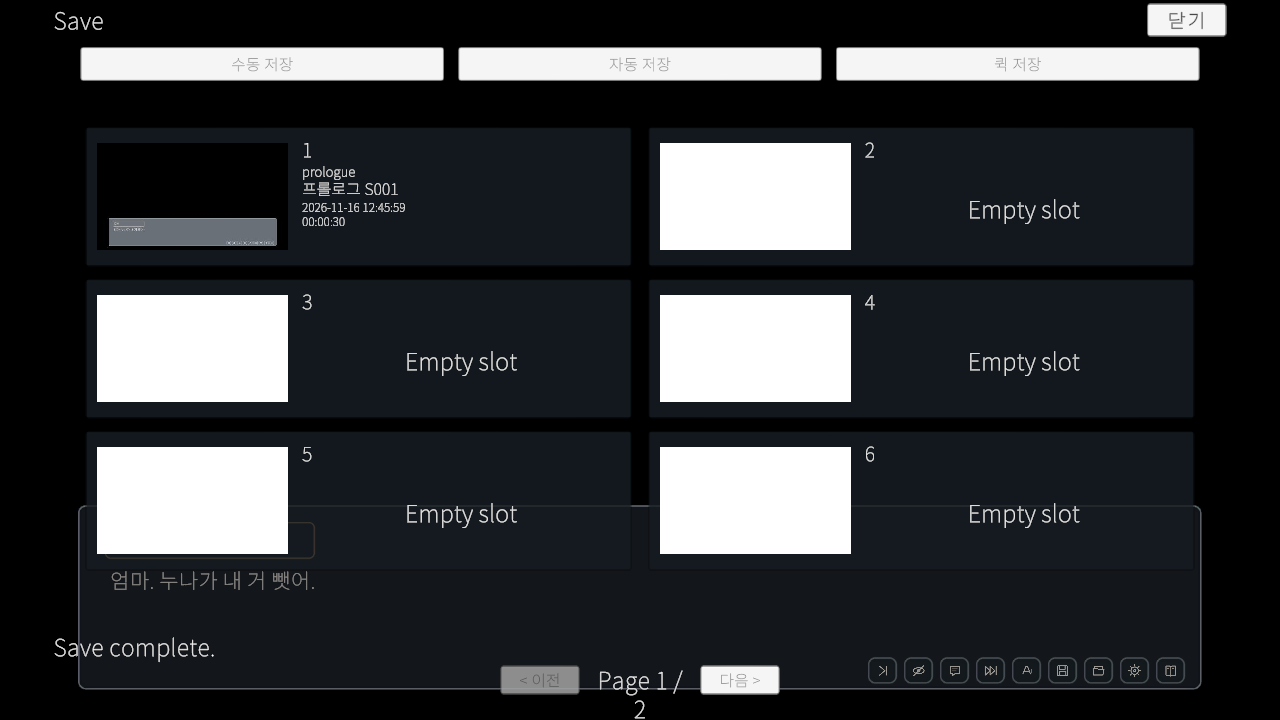 Save
닫기
수동 저장
자동 저장
퀵 저장
1
prologue
프롤로그 S001
2026-11-16 12:45:59
00:00:30
2
Empty slot
3
Empty slot
4
Empty slot
5
Empty slot
6
Empty slot
엄마. 누나가 내 거 뺏어.
Save complete.
< 이전
Page 1 /
2
다음 >